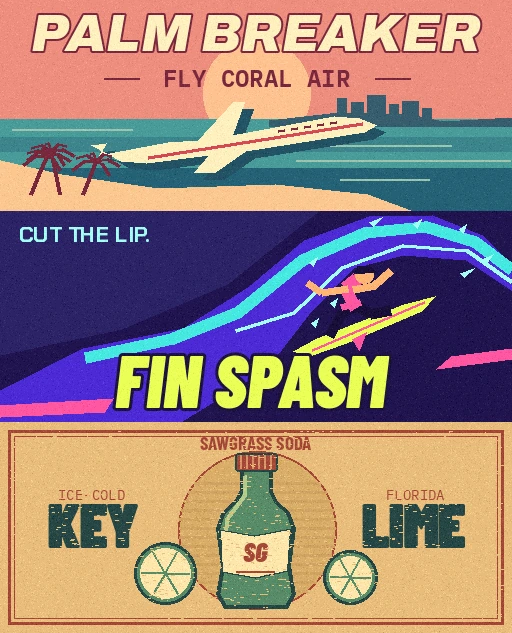 PALM BREAKER
FLY CORAL AIR
CUT THE LIP.
FIN SPASM
SAWGRASS SODA
ICE-COLD
KEY
FLORIDA
LIME
SG